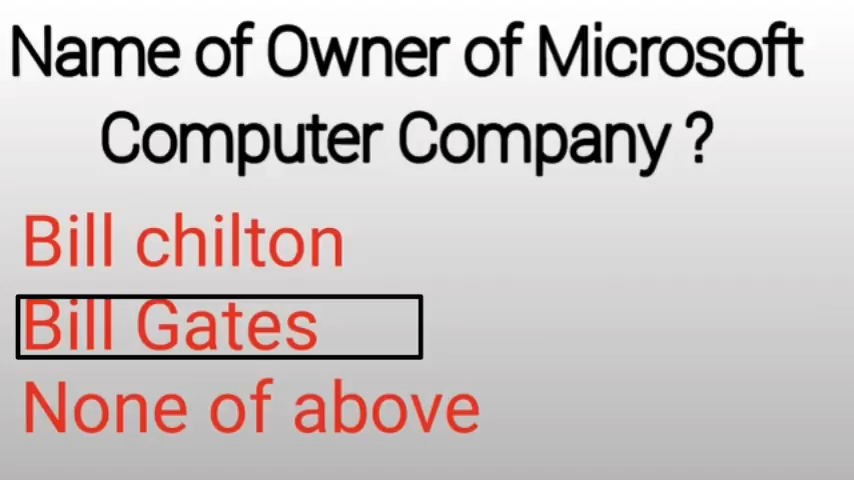 Name of Owner of Microsoft
Computer Company ?
Bill chilton
Bill Gates
None of above